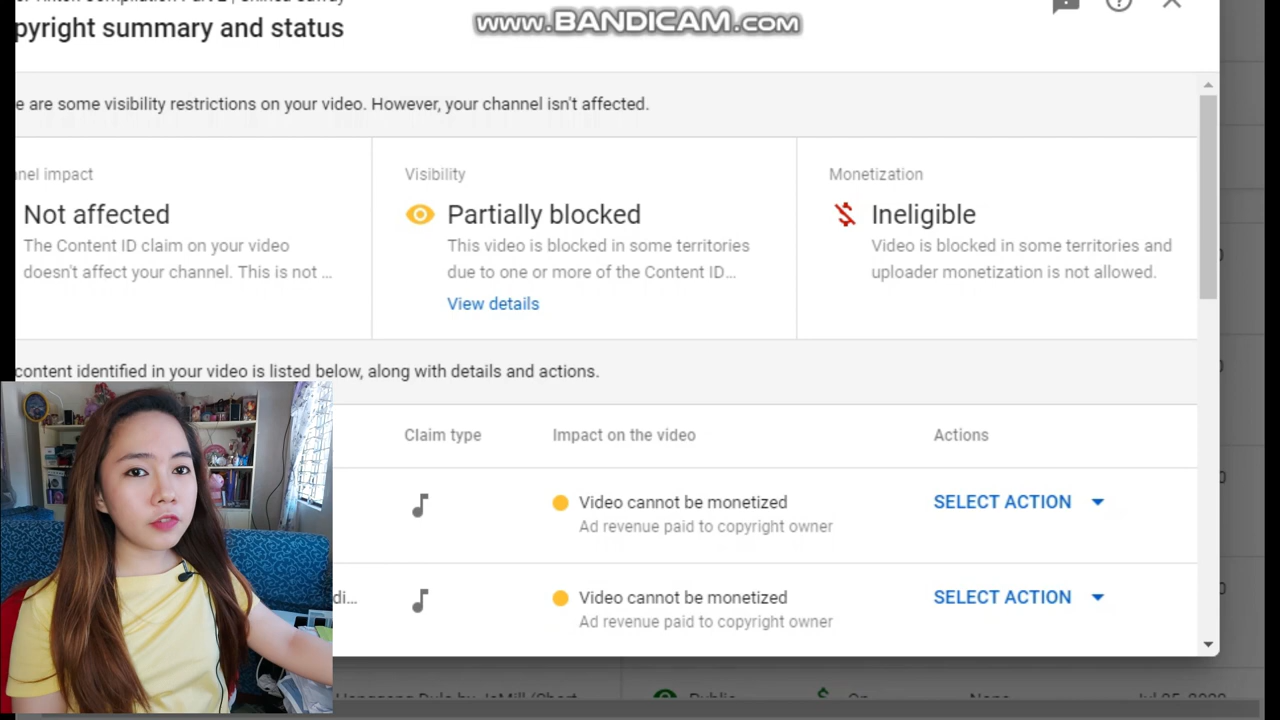 www.BANDICAM.com
pyright summary and status
e are some visibility restrictions on your video. However, your channel isn't affected.
nel impact
Not affected
The Content ID claim on your video
doesn't affect your channel. This is not ...
Visibility
Partially blocked
This video is blocked in some territories
due to one or more of the Content ID...
View details
Monetization
Ineligible
Video is blocked in some territories and
uploader monetization is not allowed.
content identified in your video is listed below, along with details and actions.
Claim type
Impact on the video
Actions
Video cannot be monetized
Ad revenue paid to copyright owner
SELECT ACTION
di...
Video cannot be monetized
Ad revenue paid to copyright owner
SELECT ACTION
Public
On
None